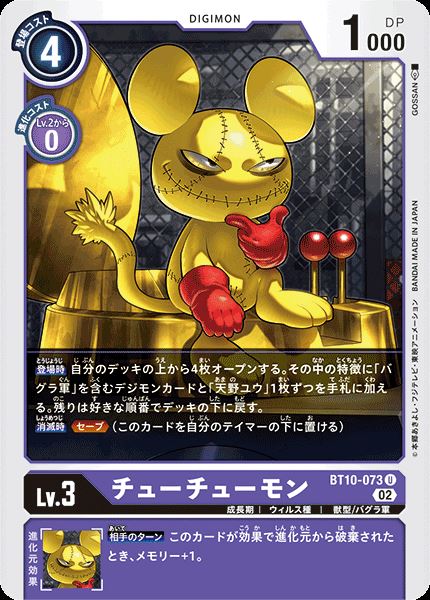 登場コスト
4
DIGIMON
1000
DP
進化コスト
Lv.2から
0
GOSSAN
©本郷あきよし・フジテレビ・東映アニメーション BANDAI MADE IN JAPAN
登場時 自分のデッキの上から4枚オープンする。その中の特徴に「バ
グラ軍」を含むデジモンカードと「天野ユウ」1枚ずつを手札に加え
る。残りは好きな順番でデッキの下に戻す。
消滅時 セーブ (このカードを自分のテイマーの下に置ける)
Lv.3
チューチューモン
BT10-073 U
02
成長期 | ウィルス種 | 獣型/バグラ軍
進化元効果
相手のターン このカードが効果で進化元から破棄された
とき、メモリー+1。